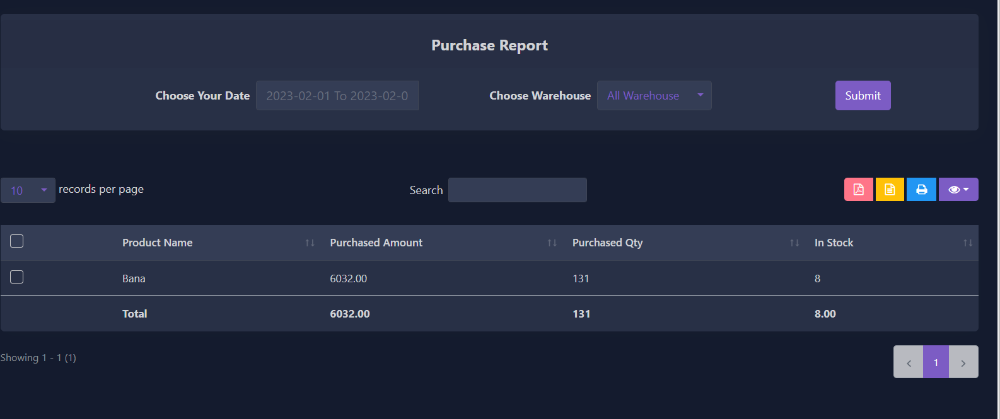 Purchase Report
Choose Your Date 2023-02-01 To 2023-02-0 Choose Warehouse All Warehouse Submit
10 records per page Search
Product Name Purchased Amount Purchased Qty In Stock
Bana 6032.00 131 8
Total 6032.00 131 8.00
Showing 1 - 1 (1) ‹ 1 ›